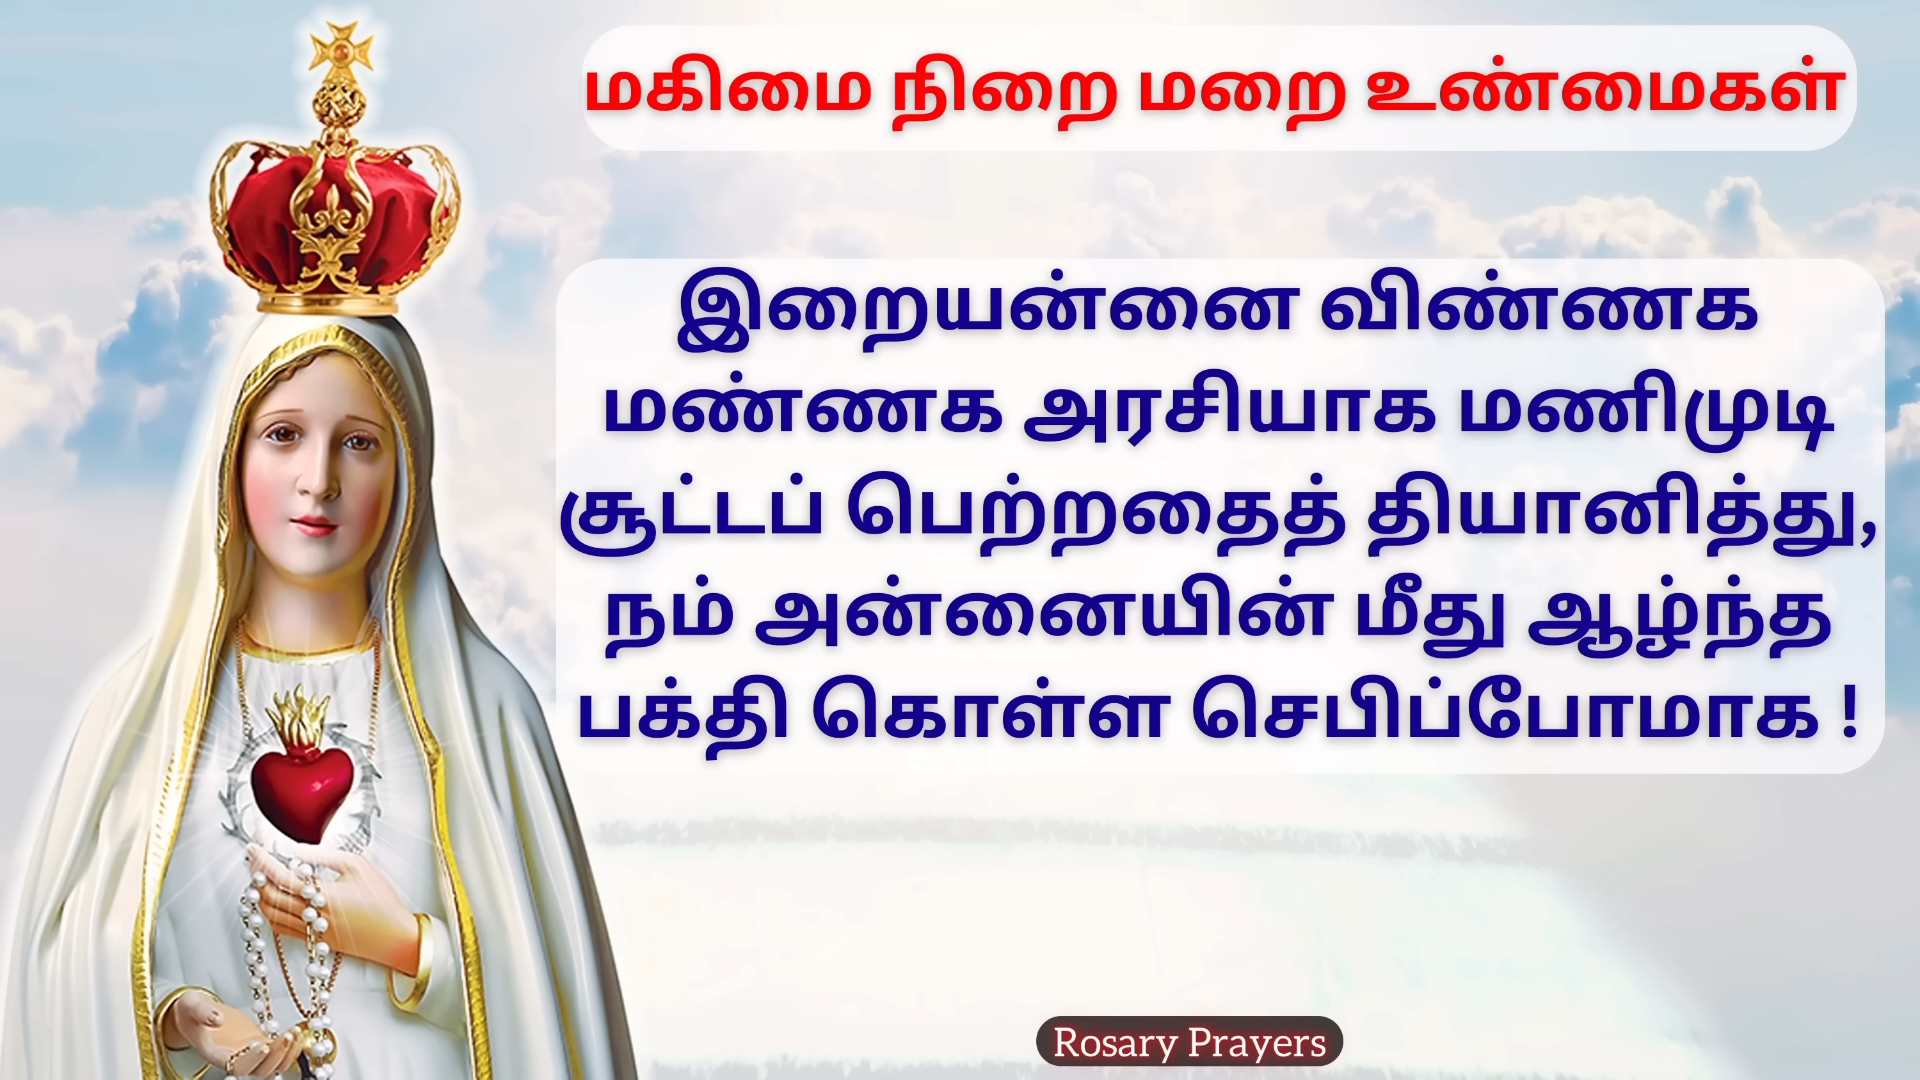 மகிமை நிறை மறை உண்மைகள்
இறையன்னை விண்ணக
மண்ணக அரசியாக மணிமுடி
சூட்டப் பெற்றதைத் தியானித்து,
நம் அன்னையின் மீது ஆழ்ந்த
பக்தி கொள்ள செபிப்போமாக !
Rosary Prayers